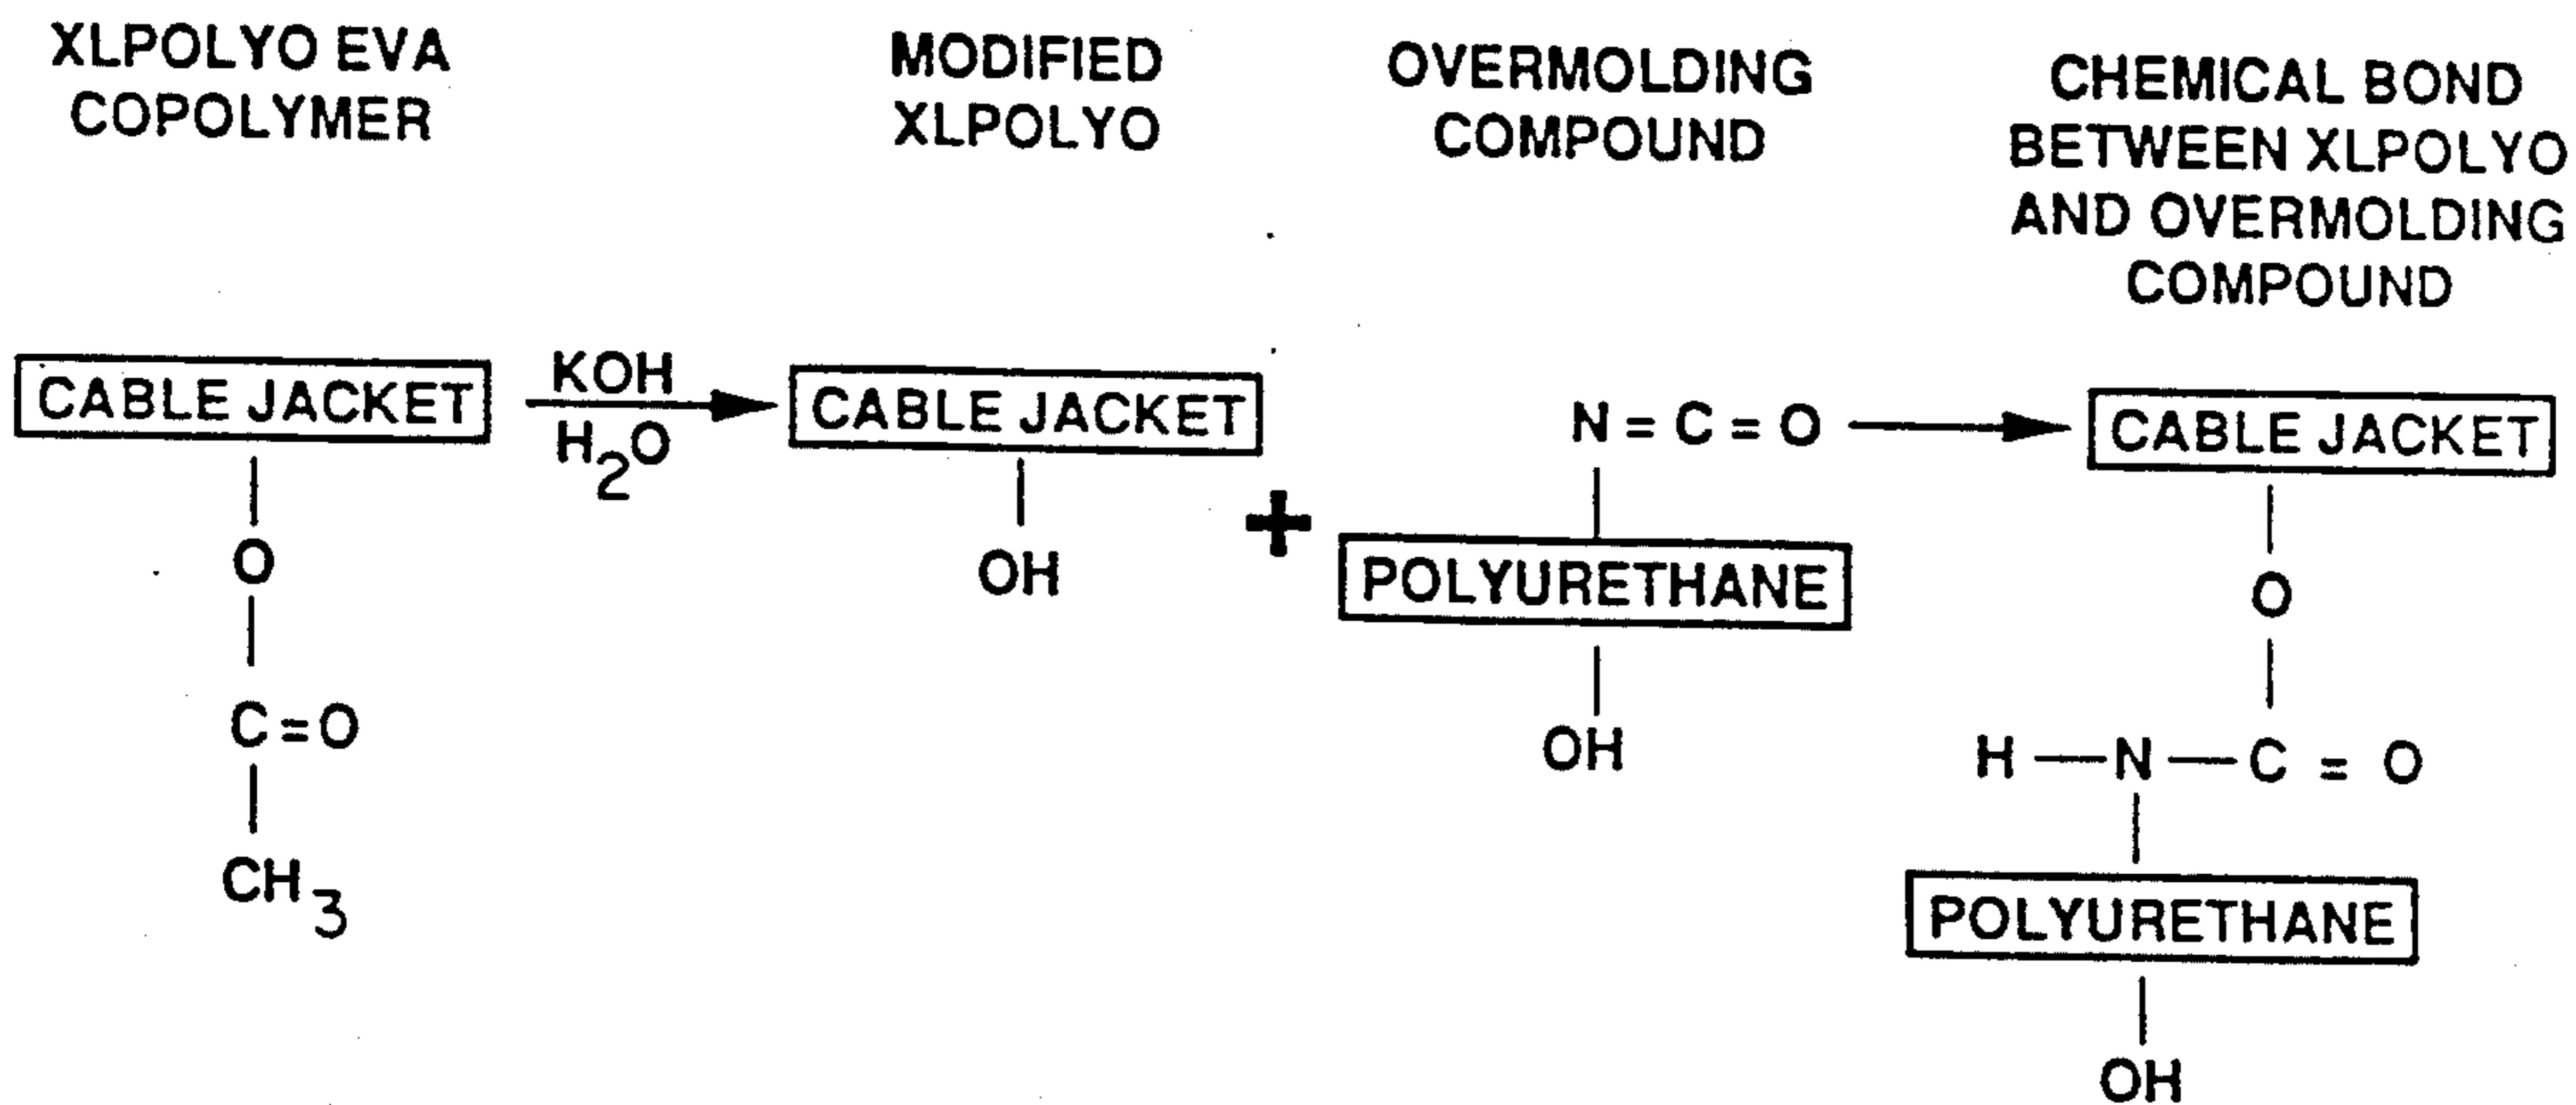 XLPOLYO EVA
COPOLYMER
MODIFIED
XLPOLYO
OVERMOLDING
COMPOUND
CHEMICAL BOND
BETWEEN XLPOLYO
AND OVERMOLDING
COMPOUND
CABLE JACKET
O
C=O
CH3
KOH
H2O
CABLE JACKET
OH
+
N=C=O
POLYURETHANE
OH
CABLE JACKET
O
H—N—C=O
POLYURETHANE
OH